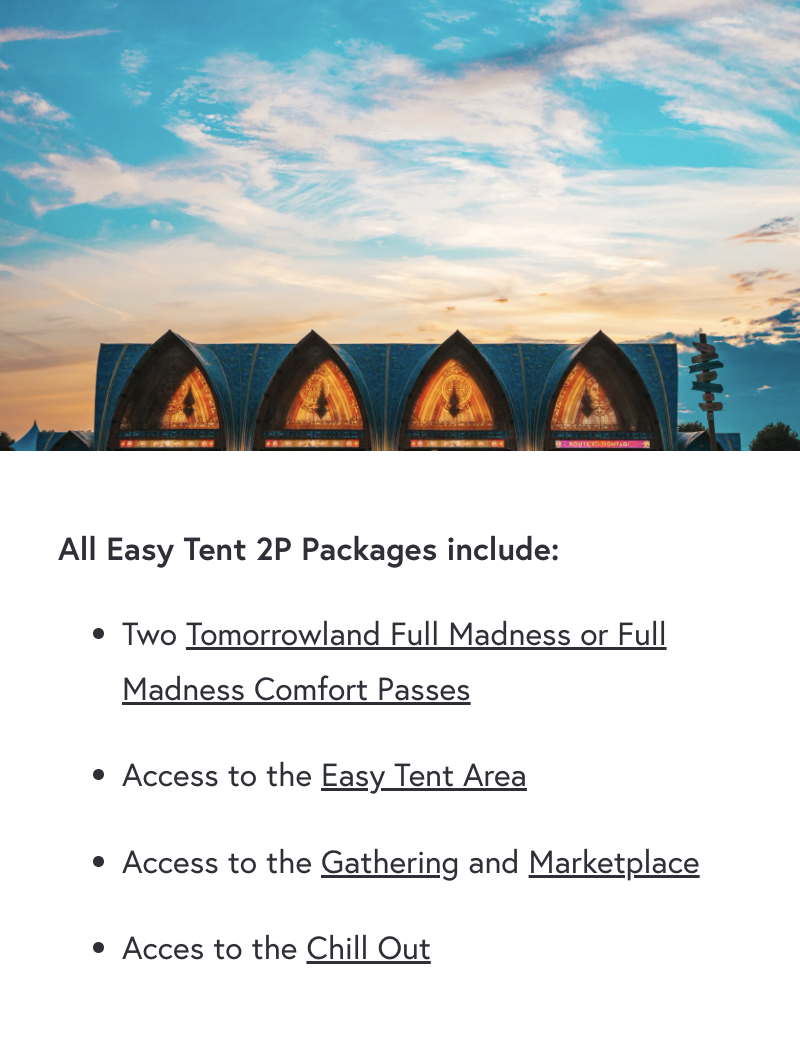 All Easy Tent 2P Packages include:
Two Tomorrowland Full Madness or Full
Madness Comfort Passes
Access to the Easy Tent Area
Access to the Gathering and Marketplace
Acces to the Chill Out